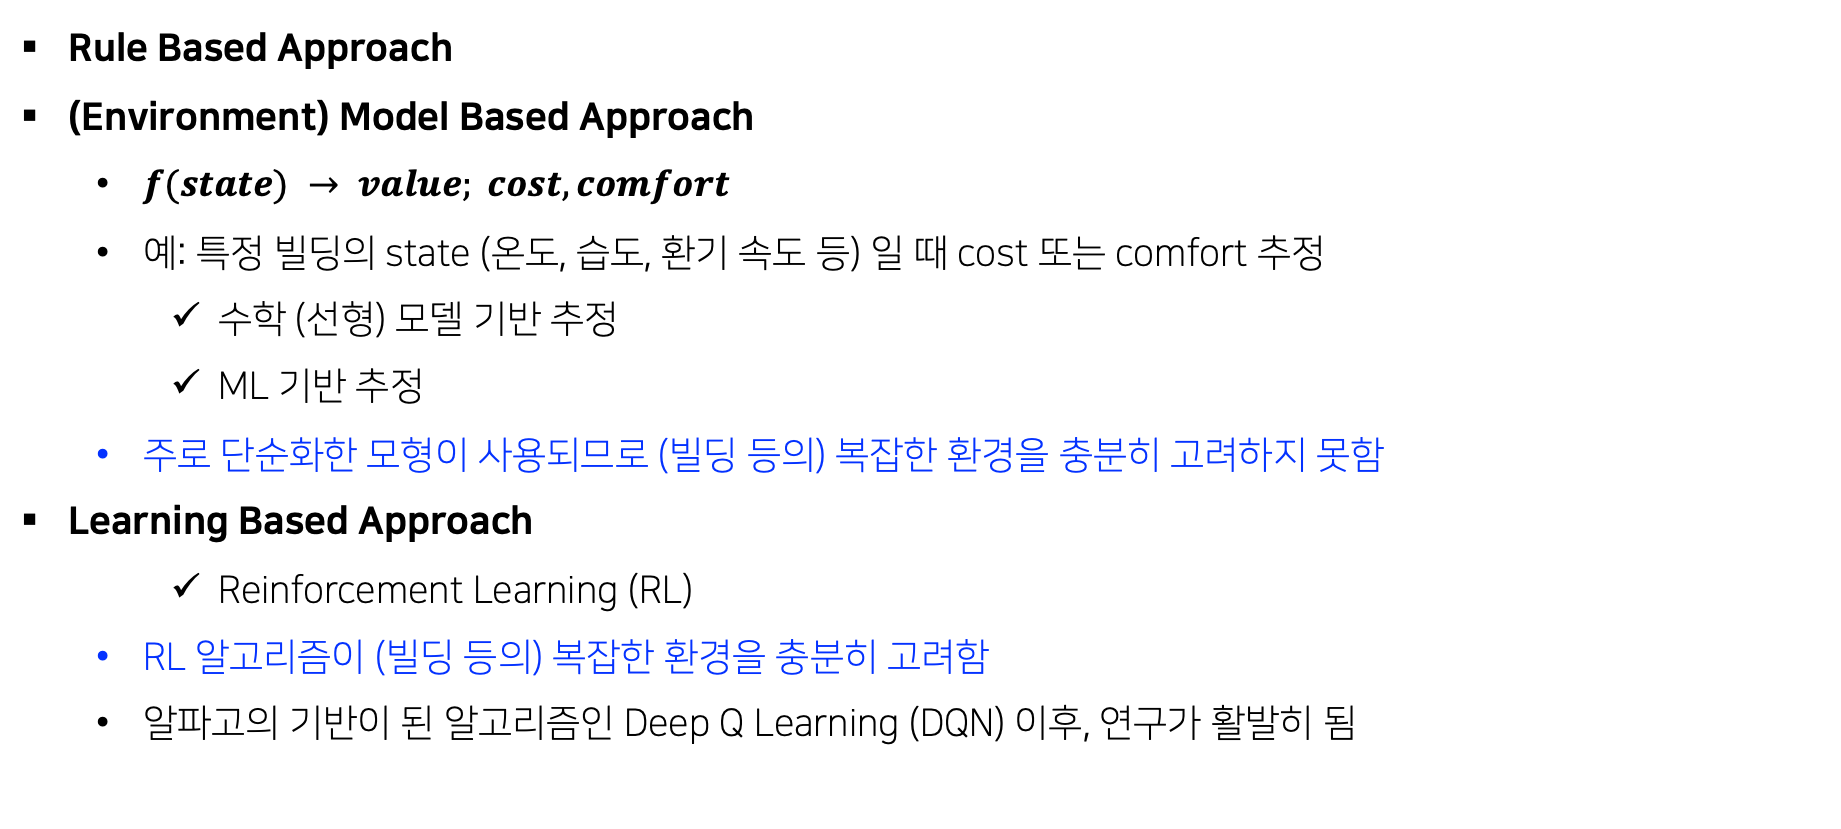 ▪ Rule Based Approach
▪ (Environment) Model Based Approach
• f(state) → value; cost, comfort
• 예: 특정 빌딩의 state (온도, 습도, 환기 속도 등) 일 때 cost 또는 comfort 추정
✓ 수학 (선형) 모델 기반 추정
✓ ML 기반 추정
• 주로 단순화한 모형이 사용되므로 (빌딩 등의) 복잡한 환경을 충분히 고려하지 못함
▪ Learning Based Approach
✓ Reinforcement Learning (RL)
• RL 알고리즘이 (빌딩 등의) 복잡한 환경을 충분히 고려함
• 알파고의 기반이 된 알고리즘인 Deep Q Learning (DQN) 이후, 연구가 활발히 됨